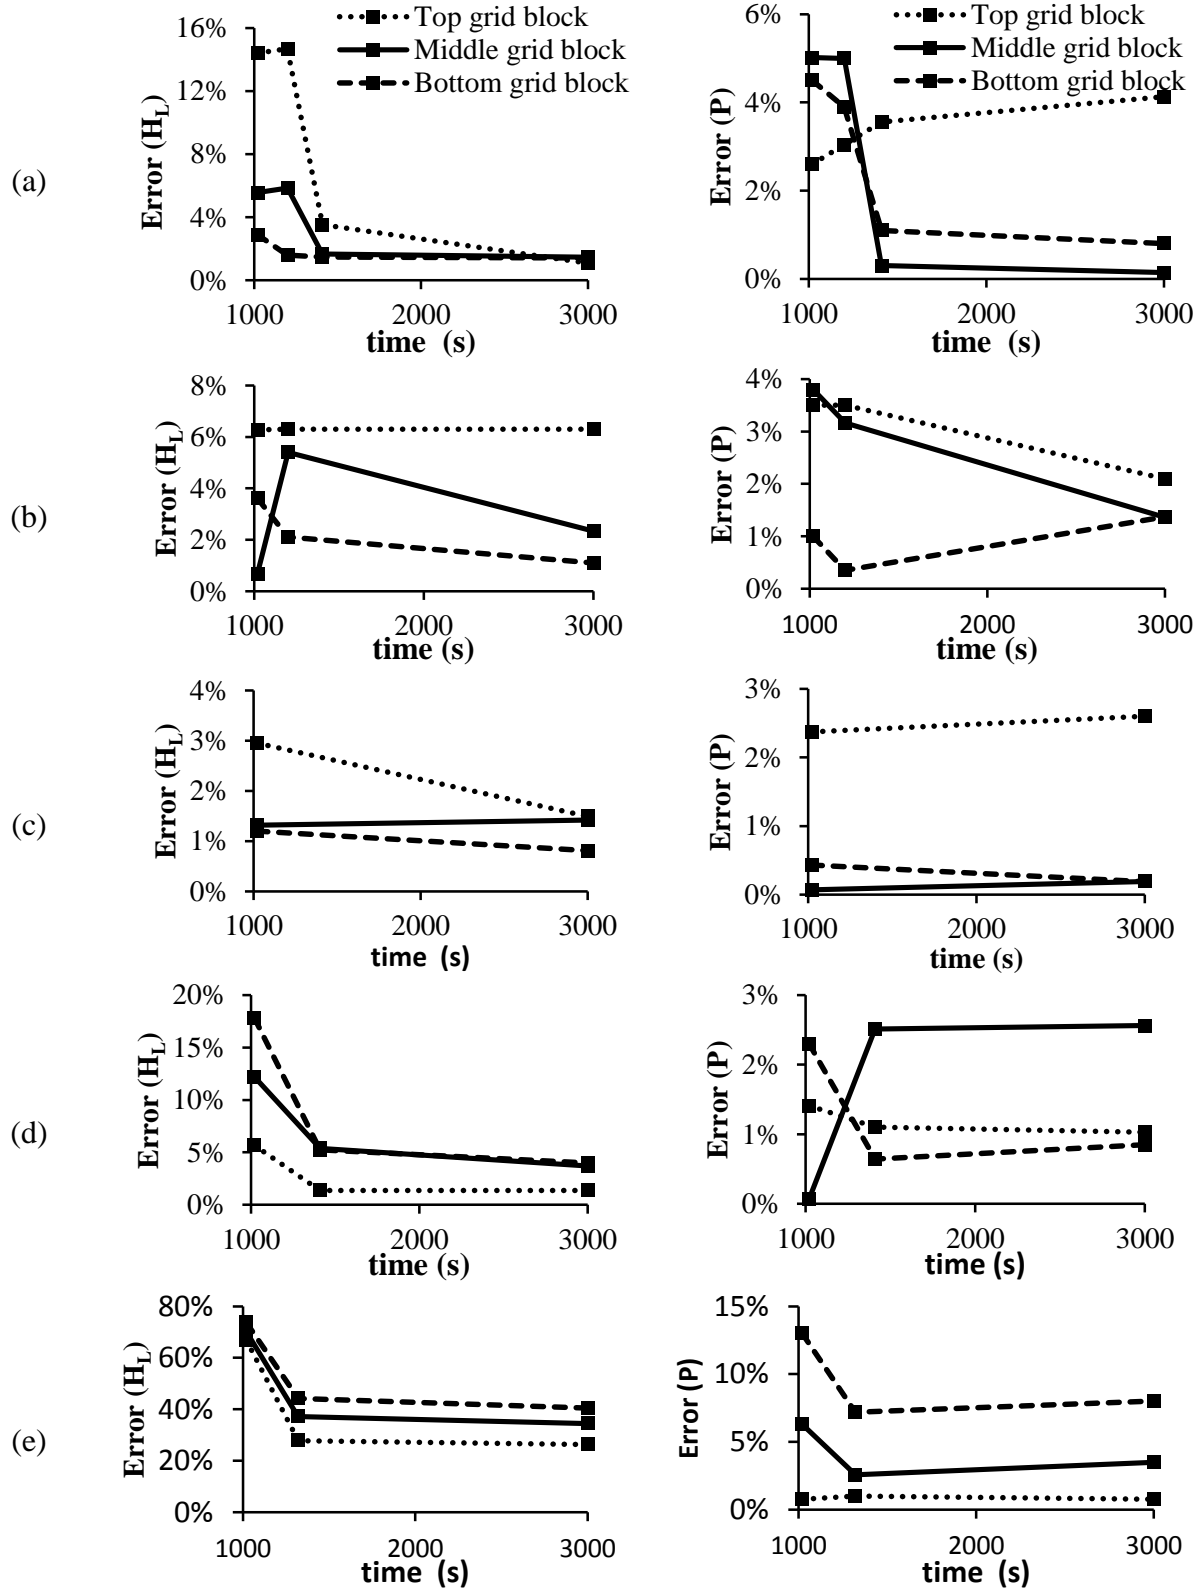 (a)
16%
12%
8%
4%
0%
Error (H_L)
1000 2000 3000
time (s)
Top grid block
Middle grid block
Bottom grid block
6%
4%
2%
0%
Error (P)
1000 2000 3000
time (s)
Top grid block
Middle grid block
Bottom grid block
(b)
8%
6%
4%
2%
0%
Error (H_L)
1000 2000 3000
time (s)
4%
3%
2%
1%
0%
Error (P)
1000 2000 3000
time (s)
(c)
4%
3%
2%
1%
0%
Error (H_L)
1000 2000 3000
time (s)
3%
2%
1%
0%
Error (P)
1000 2000 3000
time (s)
(d)
20%
15%
10%
5%
0%
Error (H_L)
1000 2000 3000
time (s)
3%
2%
1%
0%
Error (P)
1000 2000 3000
time (s)
(e)
80%
60%
40%
20%
0%
Error (H_L)
1000 2000 3000
time (s)
15%
10%
5%
0%
Error (P)
1000 2000 3000
time (s)